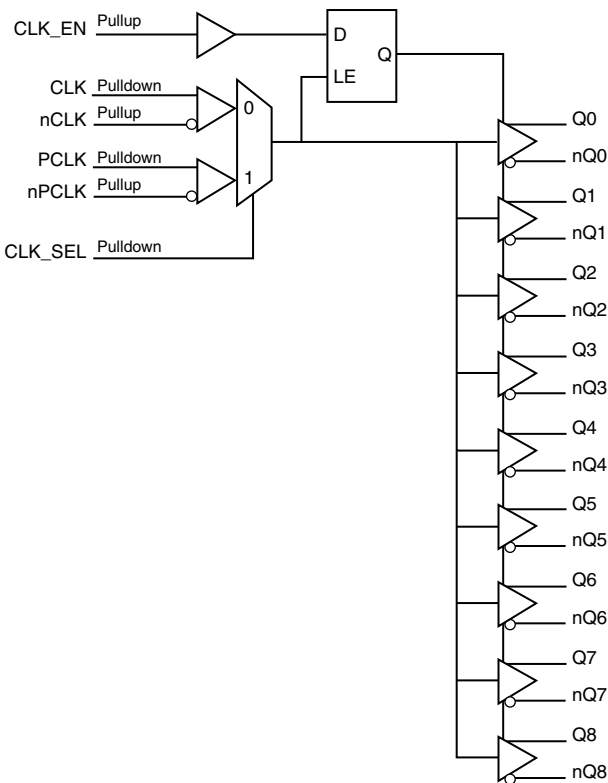 CLK_EN Pullup
D
Q
LE
CLK Pulldown
nCLK Pullup
0
PCLK Pulldown
nPCLK Pullup
1
CLK_SEL Pulldown
Q0
nQ0
Q1
nQ1
Q2
nQ2
Q3
nQ3
Q4
nQ4
Q5
nQ5
Q6
nQ6
Q7
nQ7
Q8
nQ8